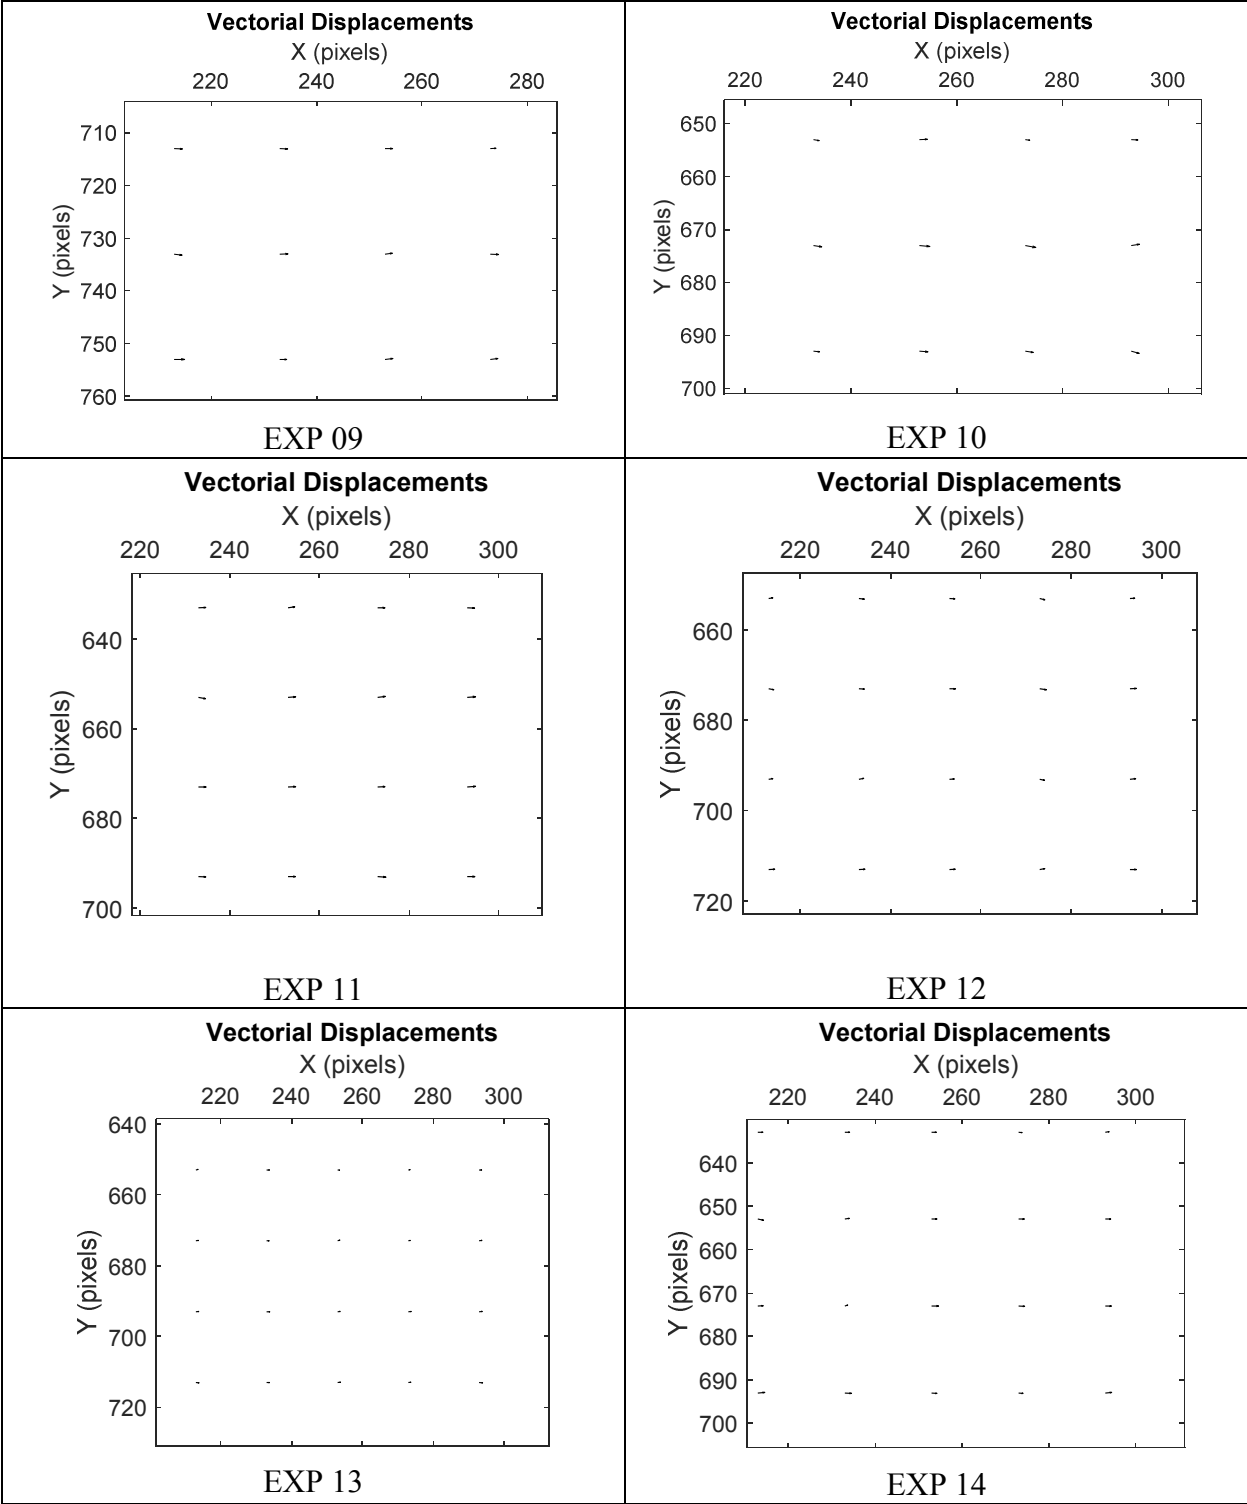 Vectorial Displacements
X (pixels)
220 240 260 280
710
720
730
740
750
760
Y (pixels)
EXP 09
Vectorial Displacements
X (pixels)
220 240 260 280 300
650
660
670
680
690
700
Y (pixels)
EXP 10
Vectorial Displacements
X (pixels)
220 240 260 280 300
640
660
680
700
Y (pixels)
EXP 11
Vectorial Displacements
X (pixels)
220 240 260 280 300
660
680
700
720
Y (pixels)
EXP 12
Vectorial Displacements
X (pixels)
220 240 260 280 300
640
660
680
700
720
Y (pixels)
EXP 13
Vectorial Displacements
X (pixels)
220 240 260 280 300
640
650
660
670
680
690
700
Y (pixels)
EXP 14